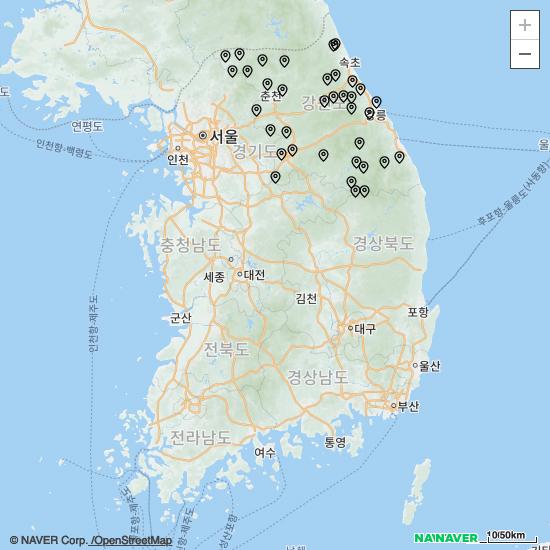 +
−
속초
춘천
강원도
강릉
연평도
서울
인천
경기도
인천항-백령도
울
후포항-울릉도(사동항)
충청남도
경상북도
세종
대전
인천항-제주도
김천
군산
포항
대구
전북도
경상남도
울산
부산
전라남도
여수
통영
© NAVER Corp. /OpenStreetMap
NAVER
10|50km